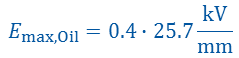 E_max,Oil = 0.4 · 25.7 kV/mm